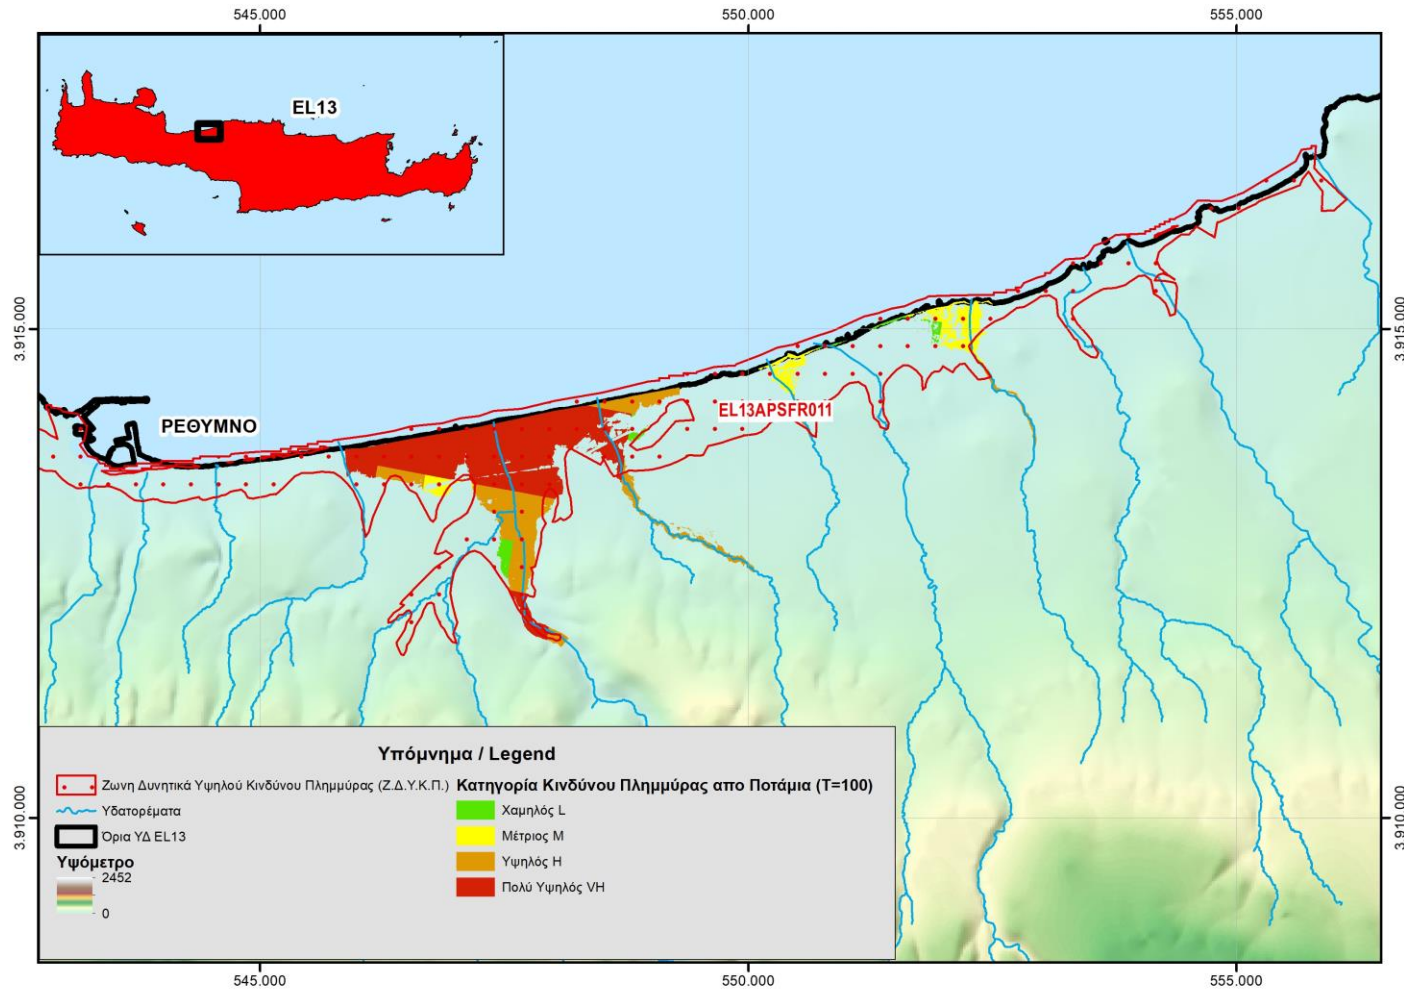 545.000 550.000 555.000
EL13
3.915.000 3.915.000
ΡΕΘΥΜΝΟ
EL13APSFR011
Υπόμνημα / Legend
Ζωνη Δυνητικά Υψηλού Κινδύνου Πλημμύρας (Ζ.Δ.Υ.Κ.Π.)
Υδατορέματα
Όρια ΥΔ EL13
Υψόμετρο
2452
0
Κατηγορία Κινδύνου Πλημμύρας απο Ποτάμια (T=100)
Χαμηλός L
Μέτριος M
Υψηλός H
Πολύ Υψηλός VH
3.910.000 3.910.000
545.000 550.000 555.000